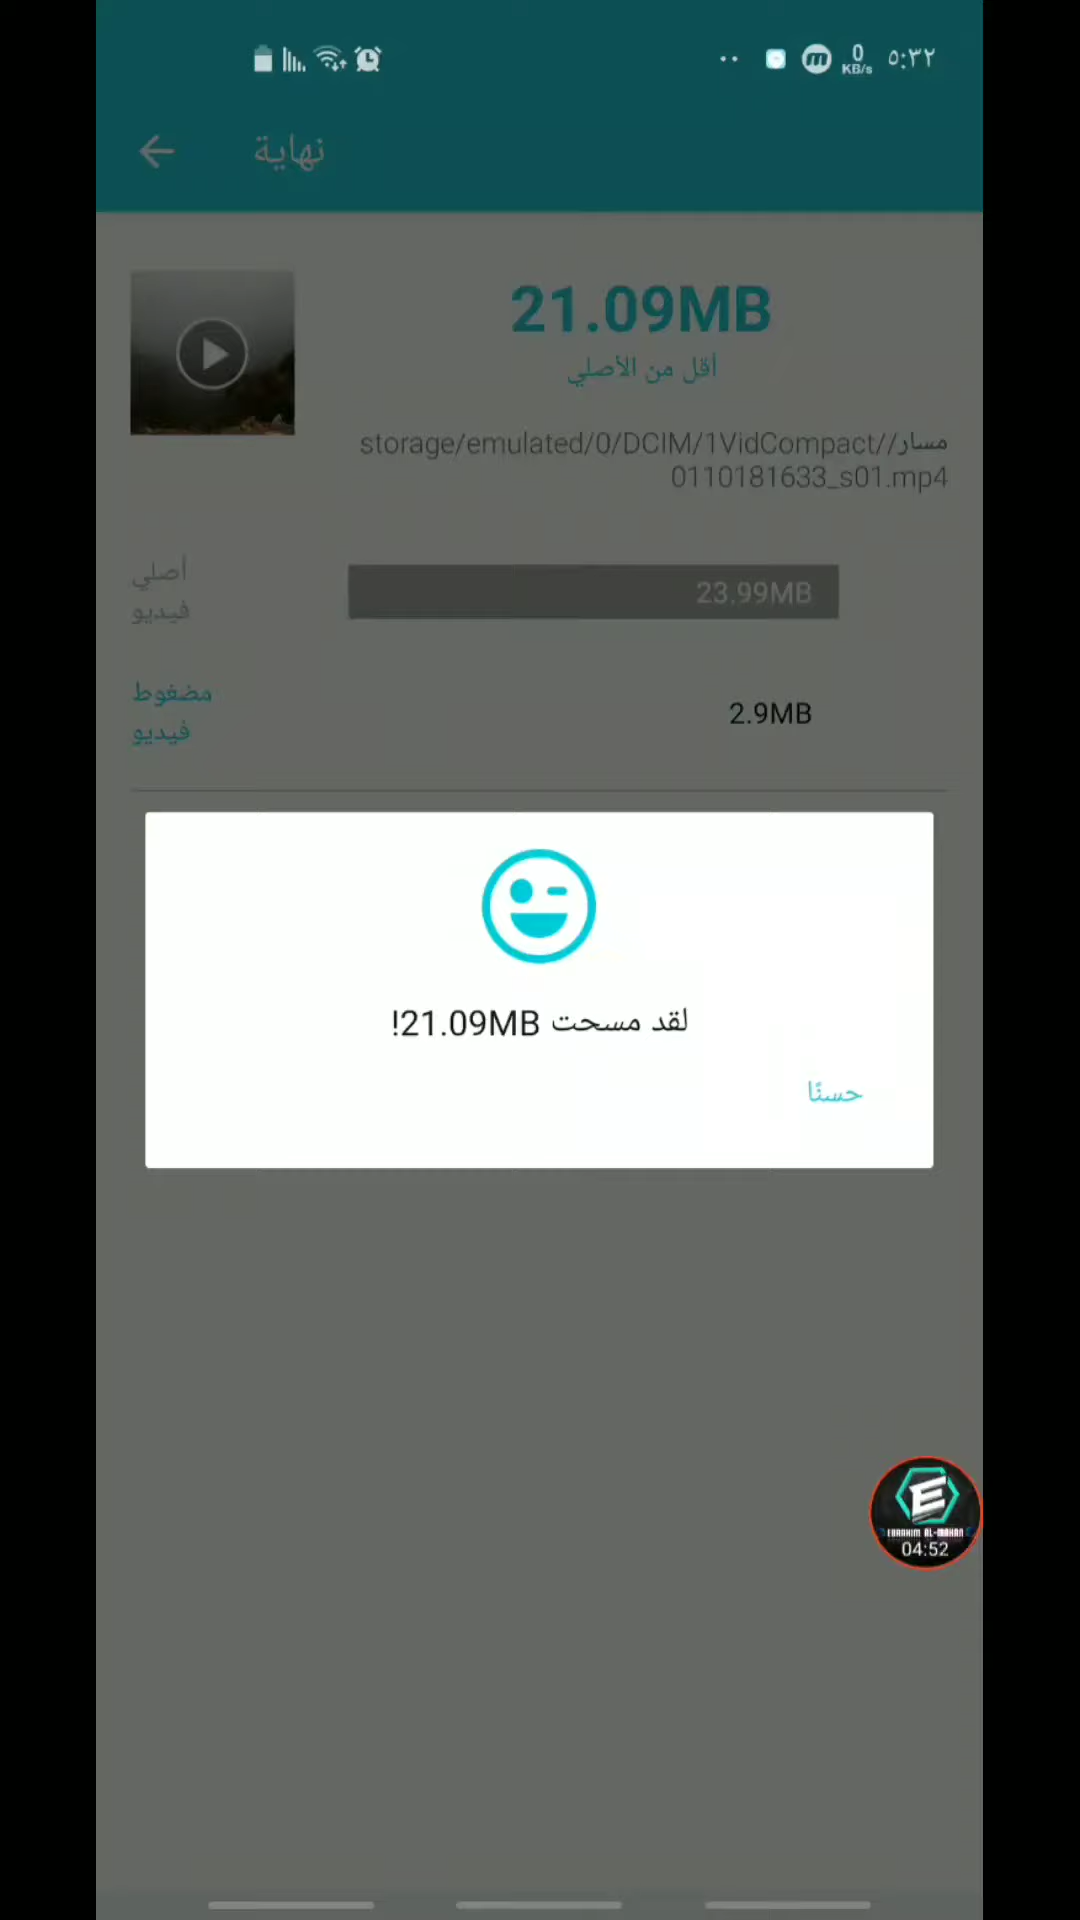 ٥:٣٢
0
KB/s
نهاية
21.09MB
أقل من الأصلي
مسار//storage/emulated/0/DCIM/1VidCompact
0110181633_s01.mp4
أصلي
فيديو
23.99MB
مضغوط
فيديو
2.9MB
لقد مسحت 21.09MB!
حسنًا
04:52